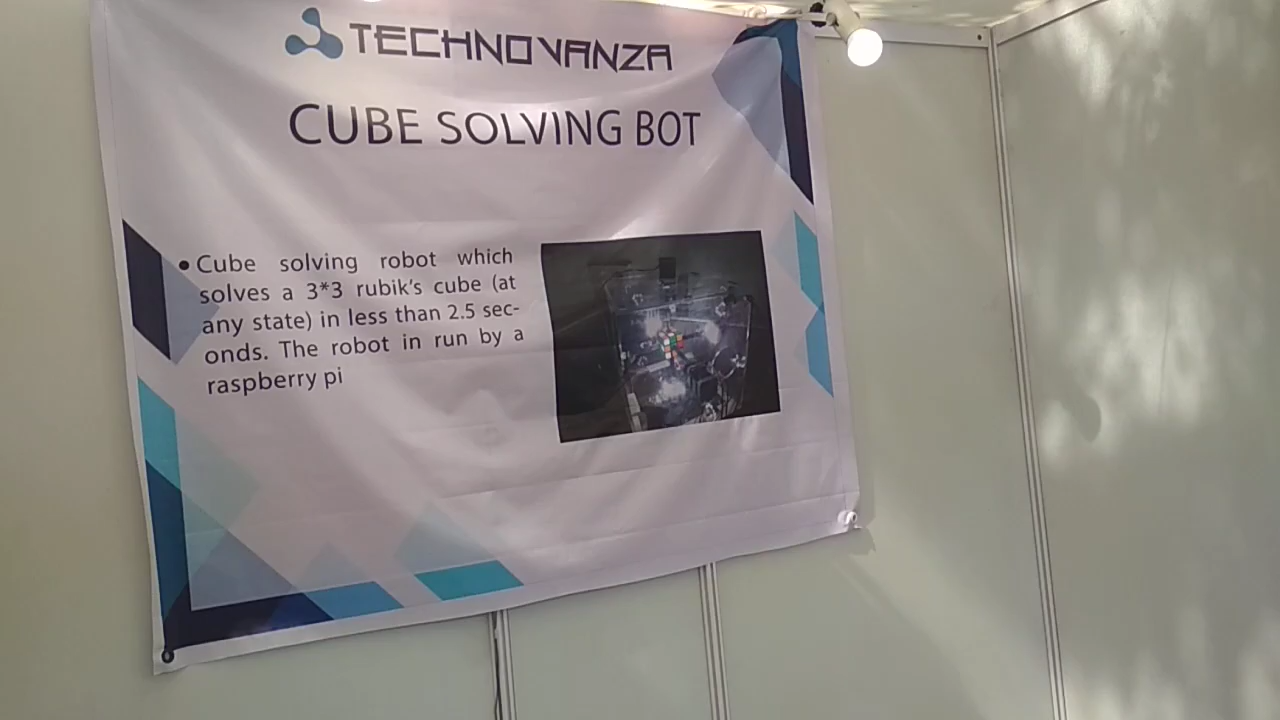 TECHNOVANZA
CUBE SOLVING BOT
• Cube solving robot which
solves a 3*3 rubik's cube (at
any state) in less than 2.5 sec-
onds. The robot in run by a
raspberry pi